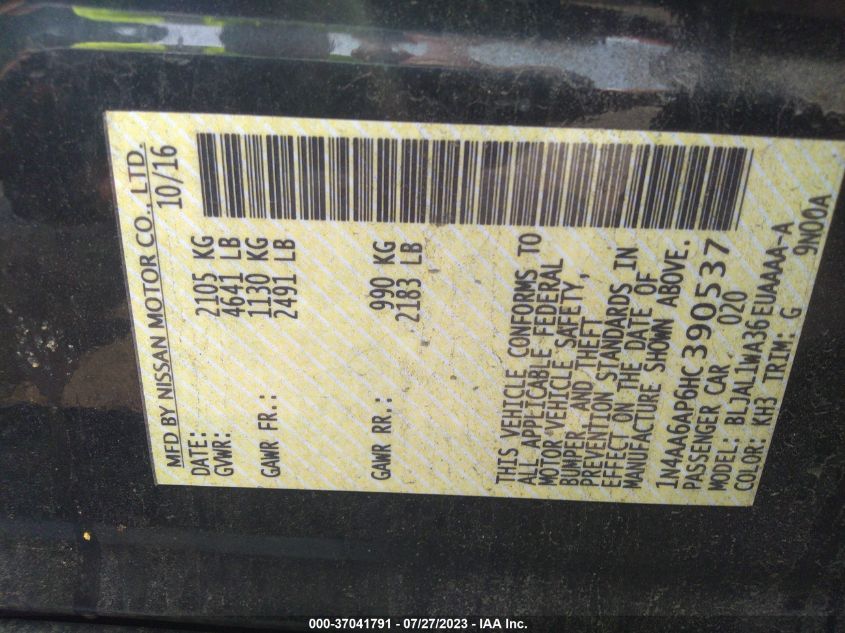 MFD BY NISSAN MOTOR CO., LTD.
DATE: 10/16
GVWR: 2105 KG
4641 LB
GAWR FR.: 1130 KG
2491 LB
GAWR RR.: 990 KG
2183 LB
THIS VEHICLE CONFORMS TO
ALL APPLICABLE FEDERAL
MOTOR VEHICLE SAFETY,
BUMPER, AND THEFT
PREVENTION STANDARDS IN
EFFECT ON THE DATE OF
MANUFACTURE SHOWN ABOVE.
1N4AA6AP6HC390537
PASSENGER CAR 020
MODEL: BLJAL1WA36EUAAAA-A
COLOR: KH3 TRIM: G 9N00A
000-37041791 - 07/27/2023 - IAA Inc.